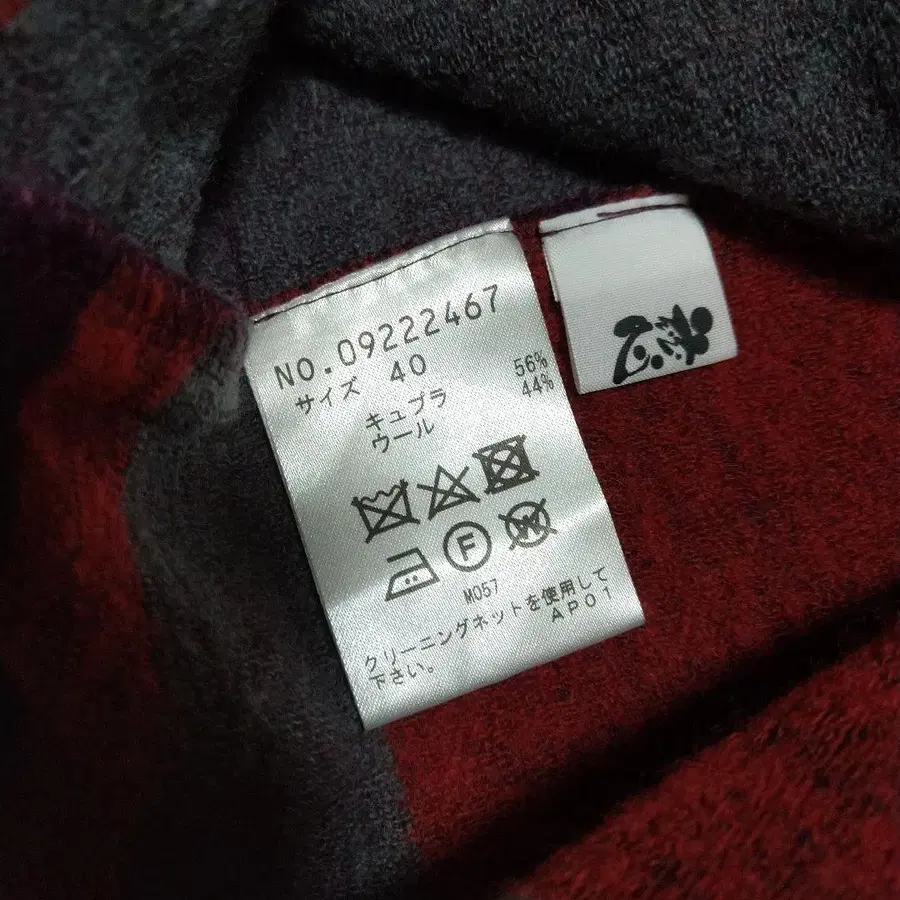 NO.09222467
サイズ 40
キュプラ 56%
ウール 44%
F
W
M057
クリーニングネットを使用して
下さい。
AP01